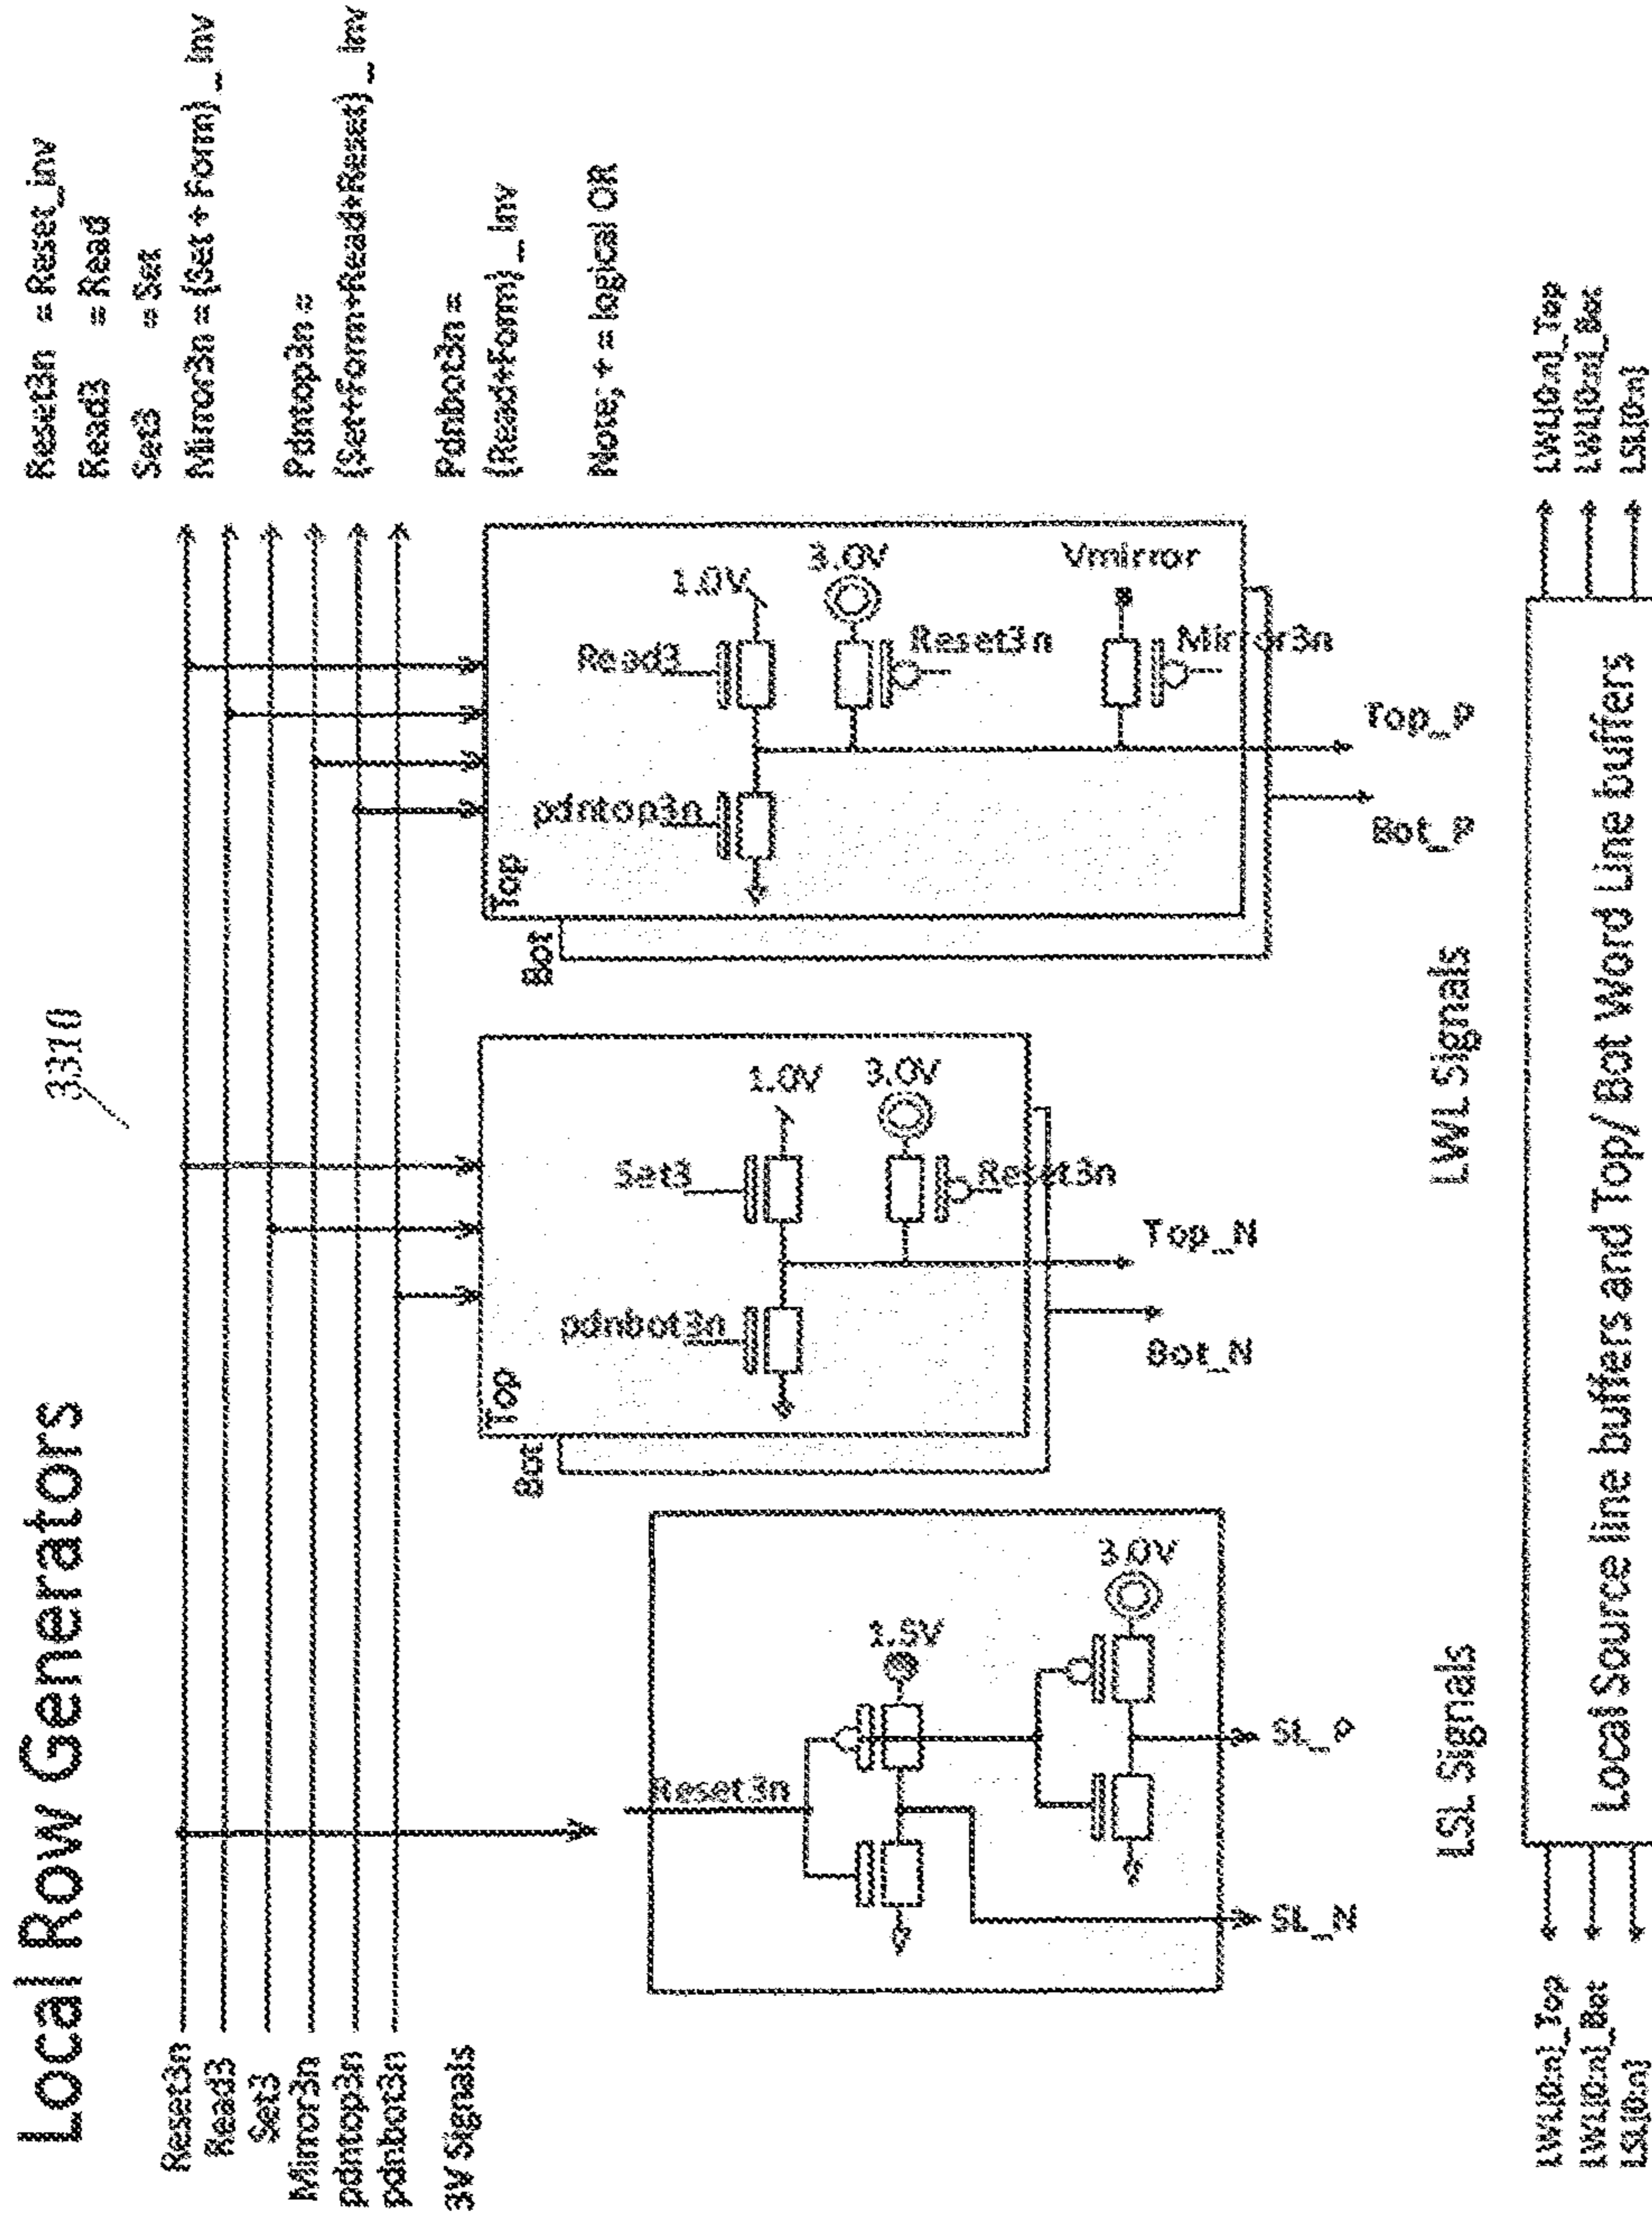 Local Row Generators
3310
Reset3n
Read3
Set3
Mirror3n
pdntop3n
pdnbot3n
3V Signals
Reset3n = Reset_inv
Read3 = Read
Set3 = Set
Mirror3n = (Set + Form)_inv
Pdntop3n =
(Set+Form+Read+Reset)_inv
Pdnbot3n =
(Read+Form)_inv
Note; + = logical OR
Reset3n
1.5V
3.0V
SL_N
SL_P
Bot
Top
Set3
1.0V
3.0V
Reset3n
pdnbot3n
Top_N
Bot_N
Bot
Top
Read3
1.0V
3.0V
Reset3n
Vmirror
Mirror3n
pdntop3n
Top_P
Bot_P
LSL Signals
LWL Signals
LWL[0:n]_Top
LWL[0:n]_Bot
LSL[0:n]
Local Source line buffers and Top/ Bot Word Line buffers
LWL[0:n]_Top
LWL[0:n]_Bot
LSL[0:n]